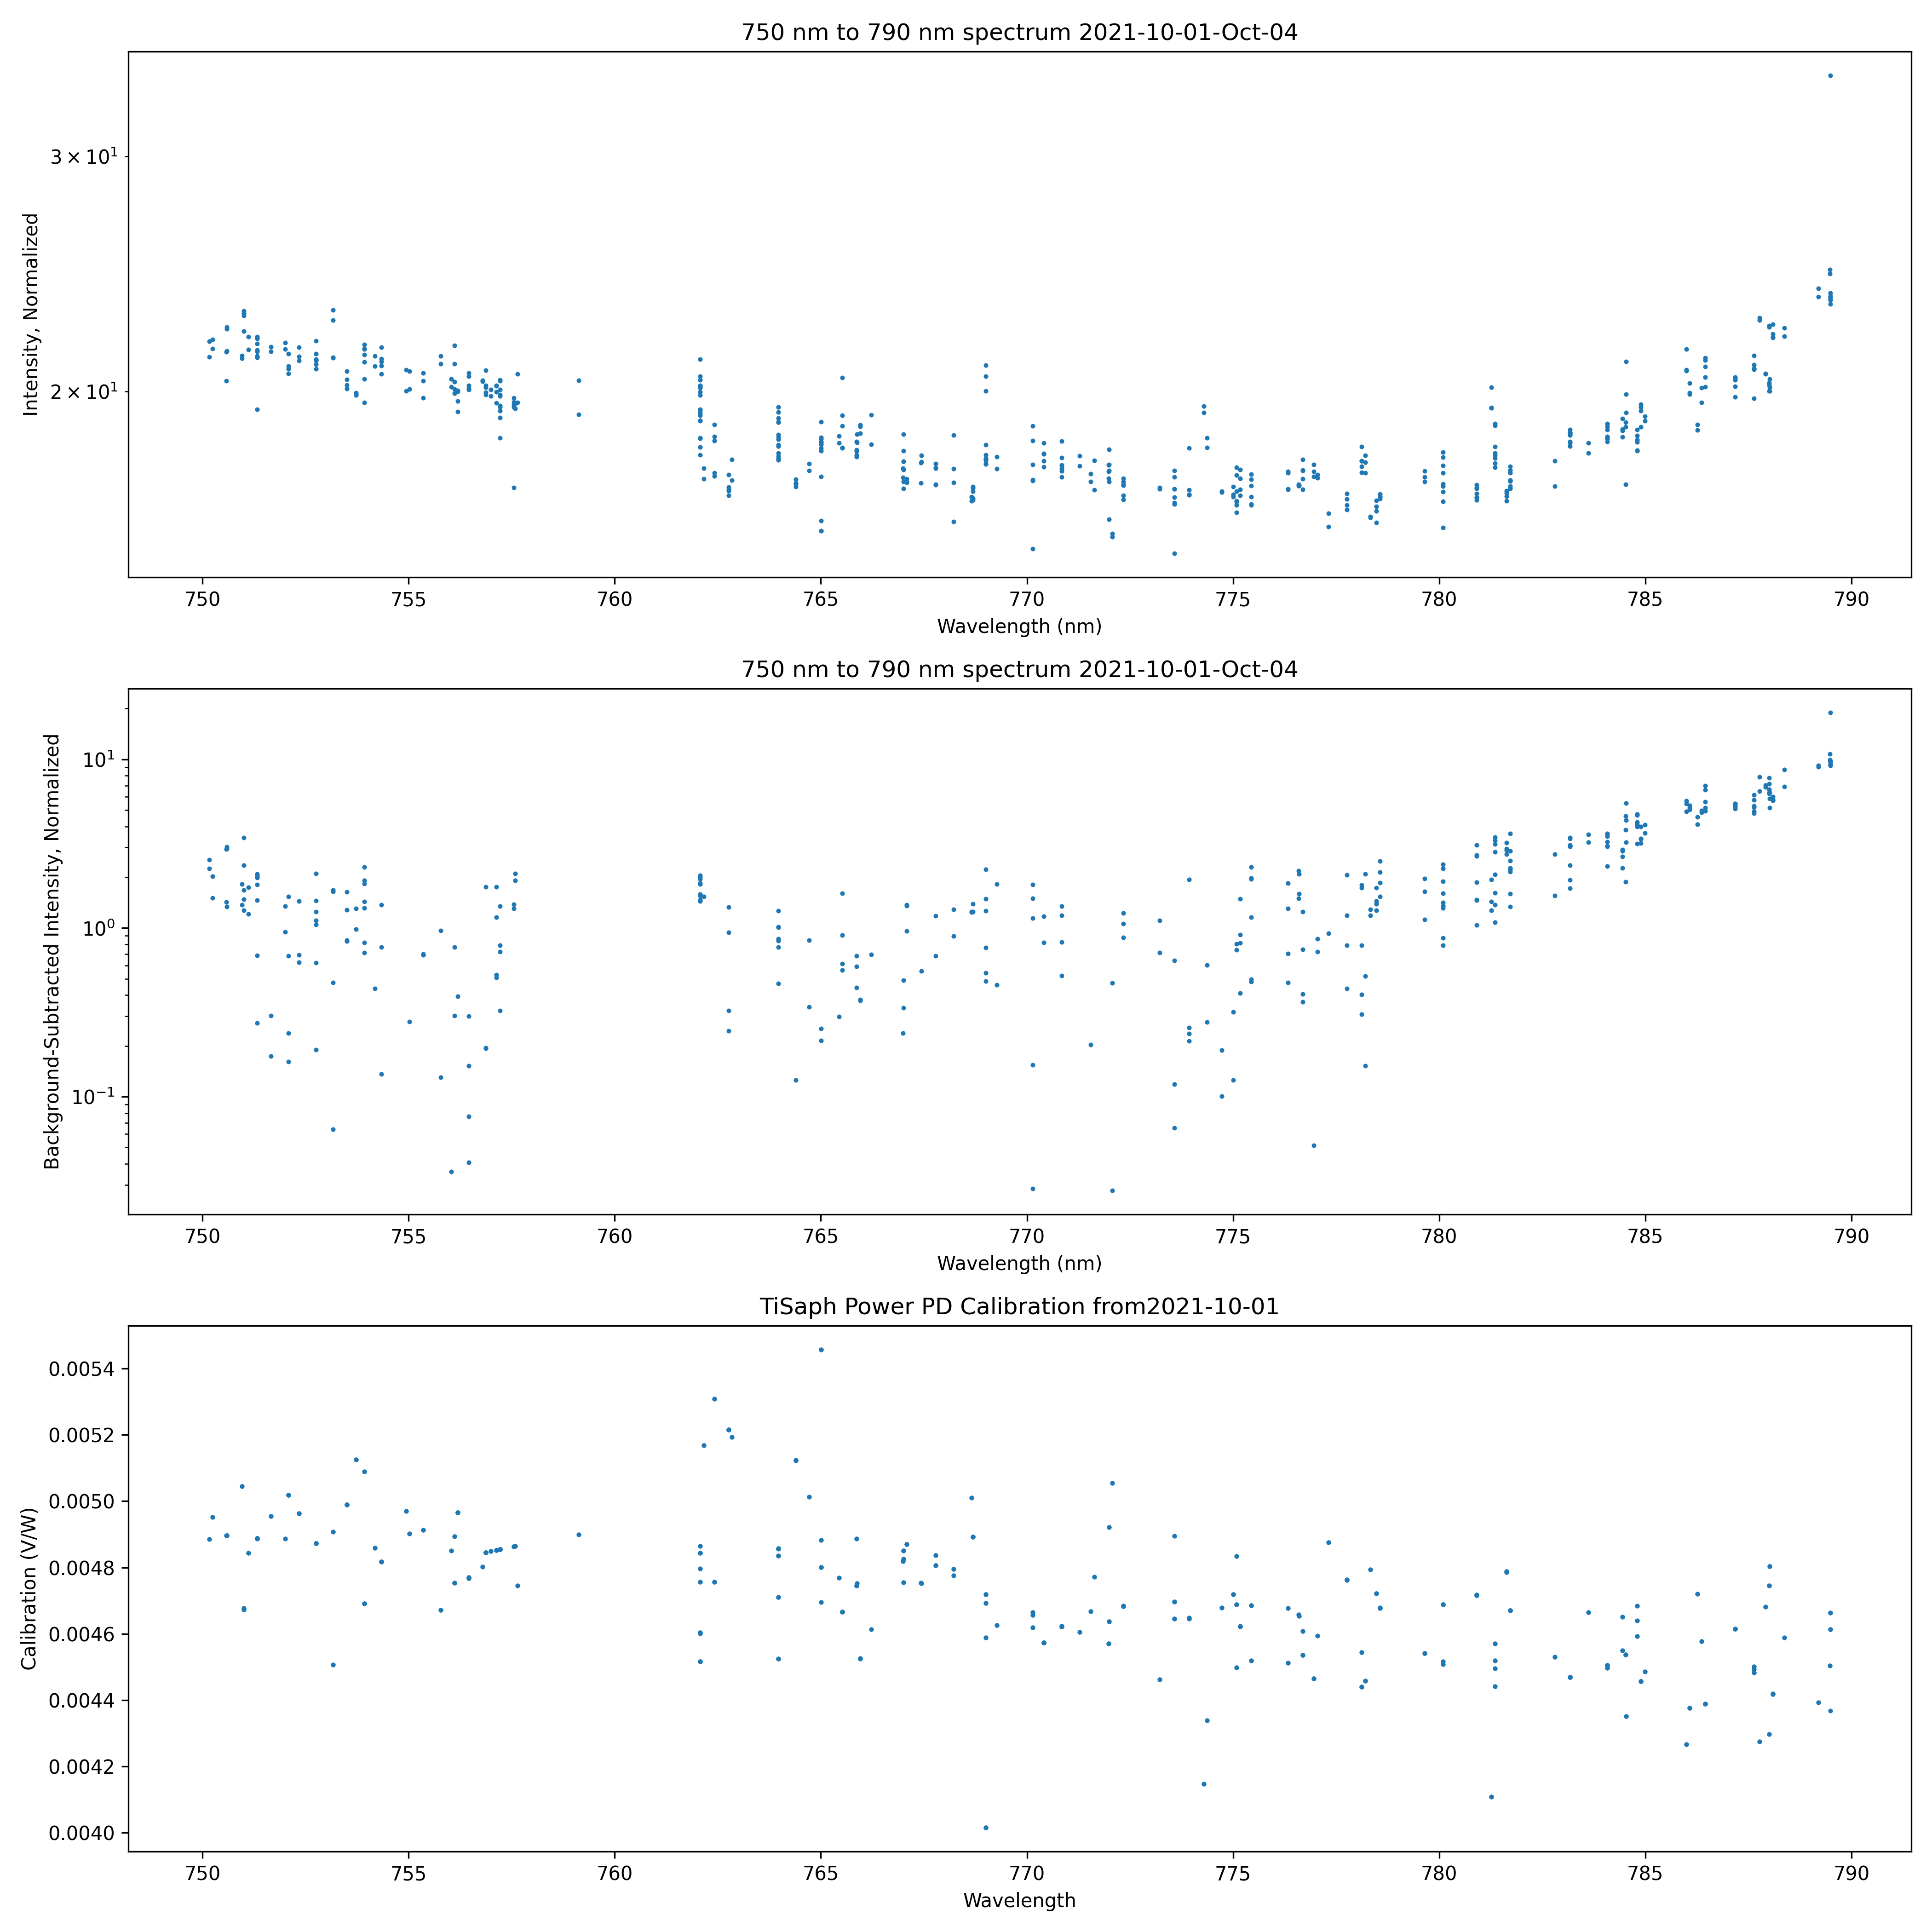 750 nm to 790 nm spectrum 2021-10-01-Oct-04
Intensity, Normalized
3 × 10¹
2 × 10¹
750 755 760 765 770 775 780 785 790
Wavelength (nm)
750 nm to 790 nm spectrum 2021-10-01-Oct-04
Background-Subtracted Intensity, Normalized
10¹
10⁰
10⁻¹
750 755 760 765 770 775 780 785 790
Wavelength (nm)
TiSaph Power PD Calibration from2021-10-01
Calibration (V/W)
0.0054
0.0052
0.0050
0.0048
0.0046
0.0044
0.0042
0.0040
750 755 760 765 770 775 780 785 790
Wavelength